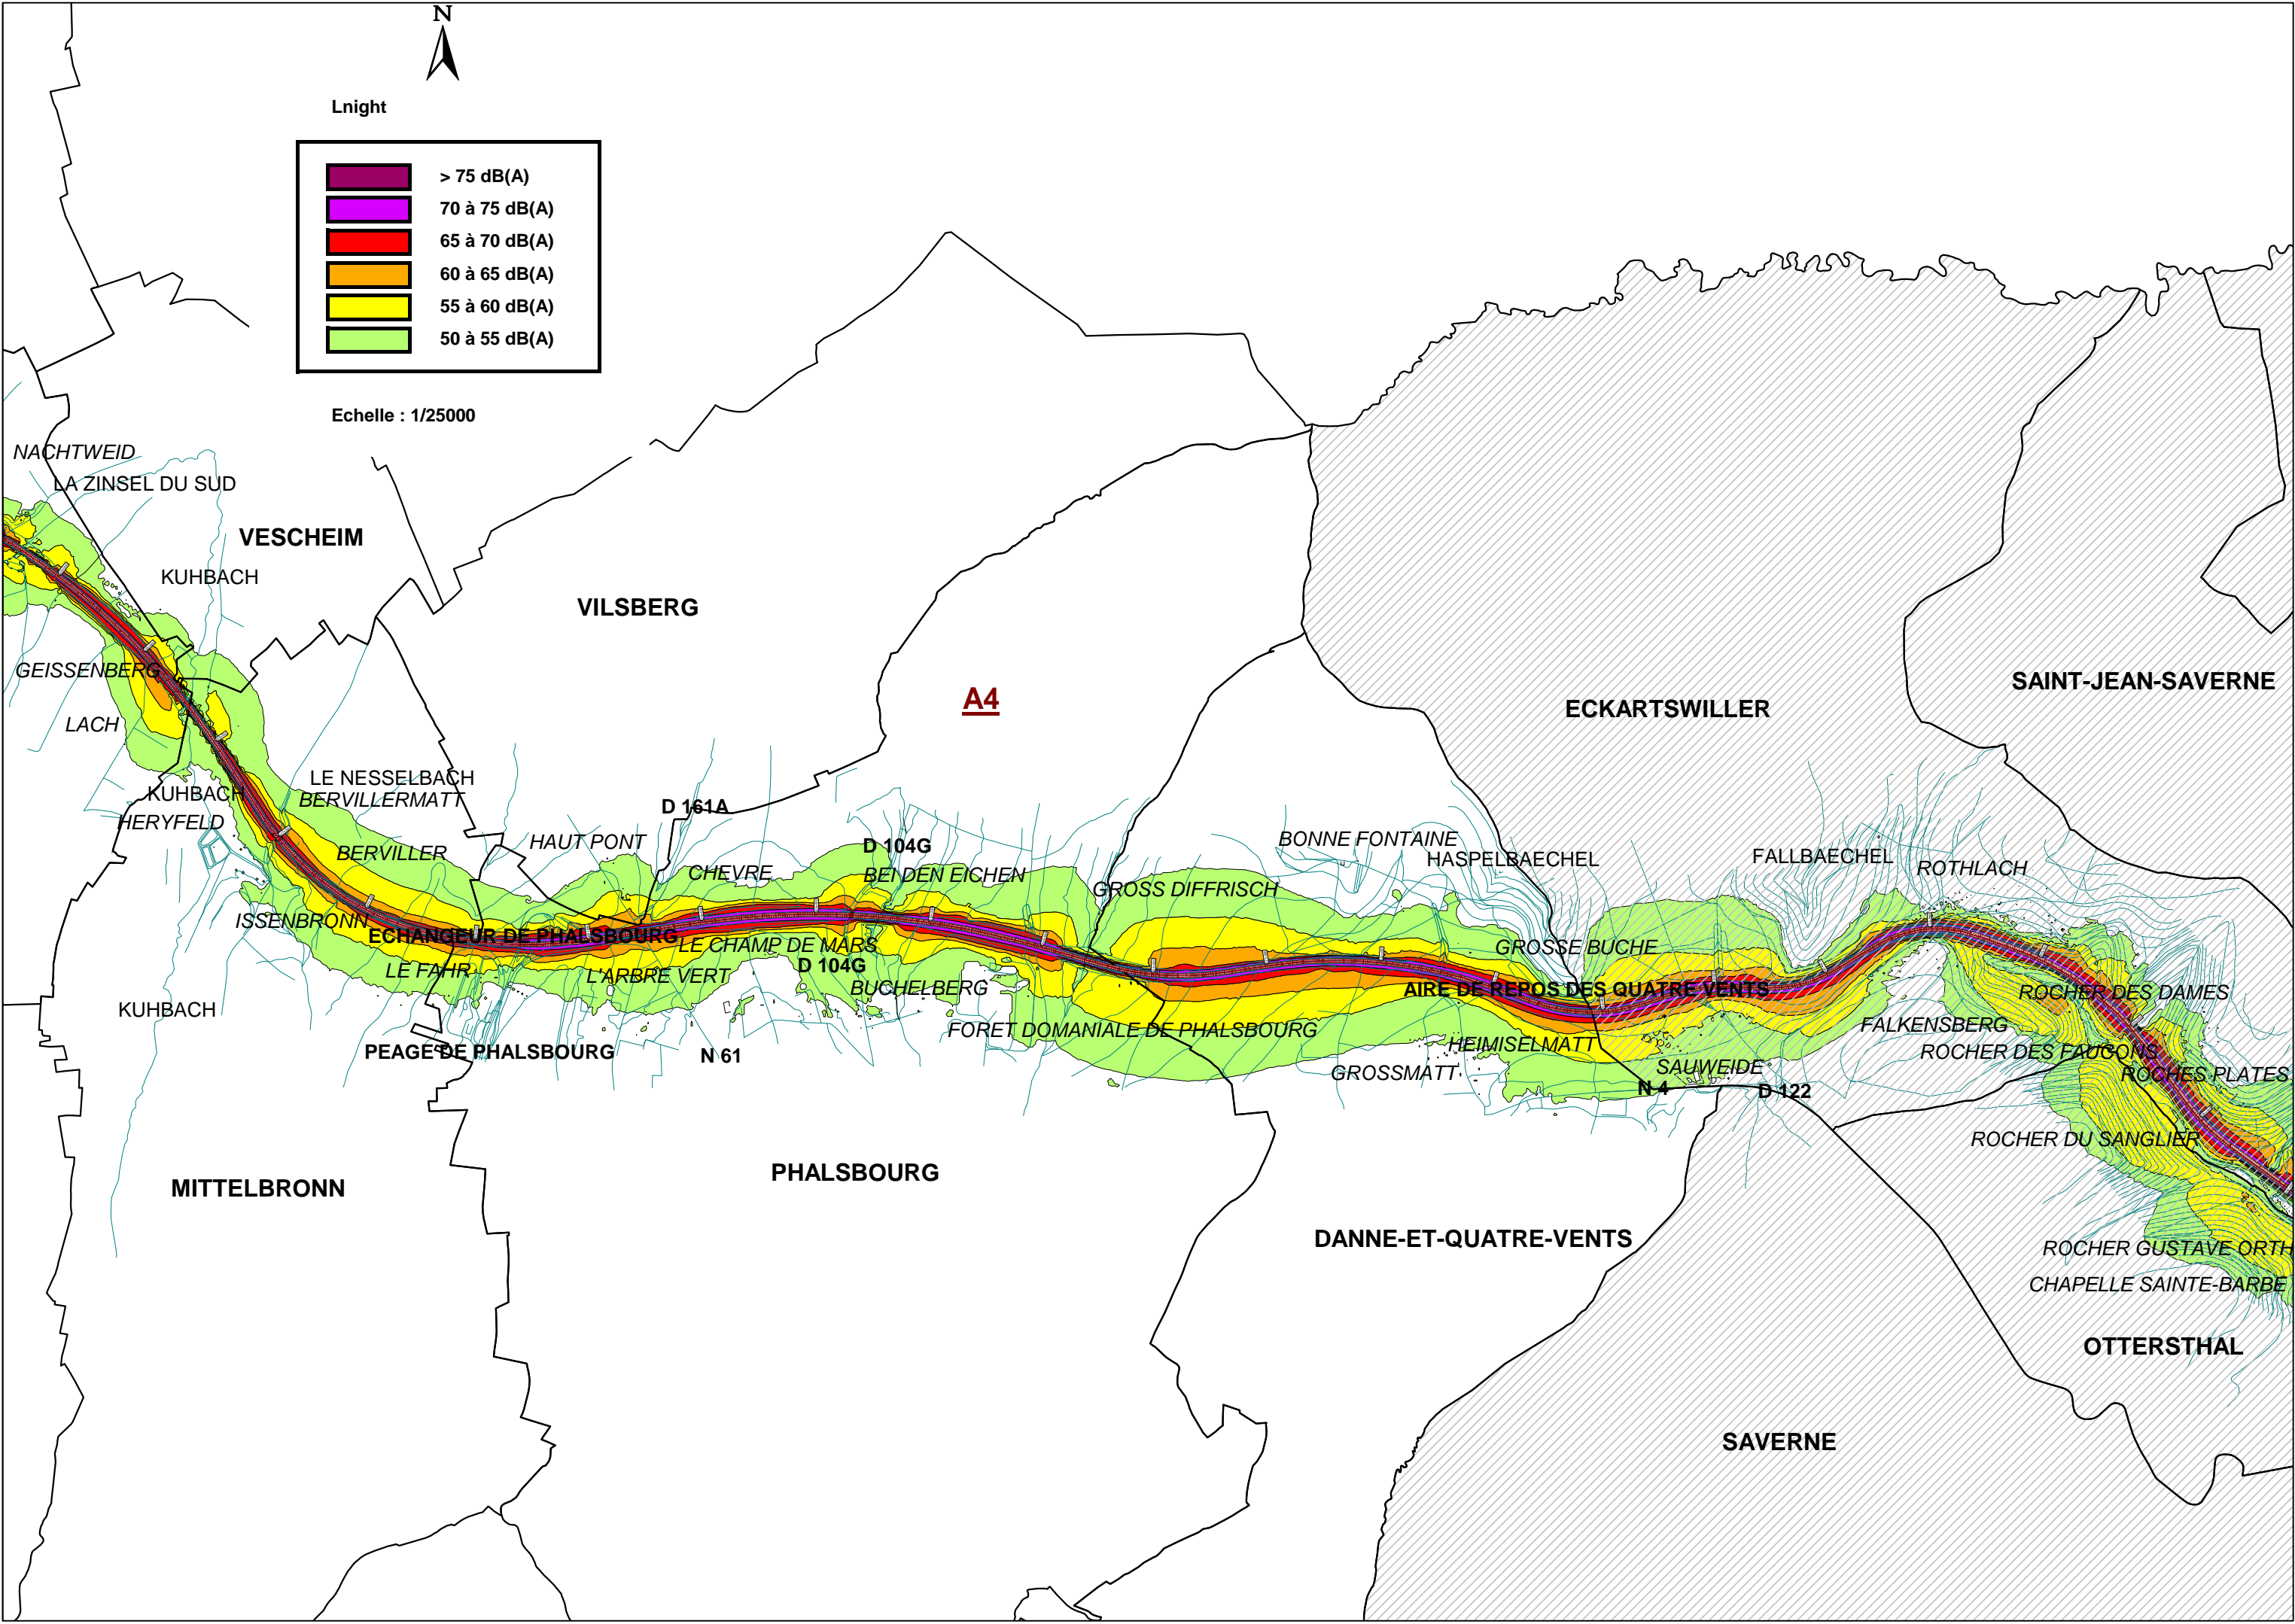 N
Lnight
> 75 dB(A)
70 à 75 dB(A)
65 à 70 dB(A)
60 à 65 dB(A)
55 à 60 dB(A)
50 à 55 dB(A)
Echelle : 1/25000
NACHTWEID
LA ZINSEL DU SUD
VESCHEIM
KUHBACH
VILSBERG
GEISSENBERG
A4
ECKARTSWILLER
SAINT-JEAN-SAVERNE
LACH
LE NESSELBACH
KUHBACH
BERVILLERMATT
D 161A
HERYFELD
HAUT PONT
D 104G
BONNE FONTAINE
BERVILLER
HASPELBAECHEL
FALLBAECHEL
ROTHLACH
CHEVRE
BEI DEN EICHEN
GROSS DIFFRISCH
ISSENBRONN
ECHANGEUR DE PHALSBOURG
LE CHAMP DE MARS
GROSSE BUCHE
LE FAHR
L'ARBRE VERT
D 104G
BUCHELBERG
AIRE DE REPOS DES QUATRE VENTS
ROCHER DES DAMES
KUHBACH
FORET DOMANIALE DE PHALSBOURG
FALKENSBERG
HEIMISELMATT
PEAGE DE PHALSBOURG
N 61
ROCHER DES FAUCONS
GROSSMATT
SAUWEIDE
ROCHES PLATES
N 4
D 122
ROCHER DU SANGLIER
MITTELBRONN
PHALSBOURG
DANNE-ET-QUATRE-VENTS
ROCHER GUSTAVE ORTH
CHAPELLE SAINTE-BARBE
OTTERSTHAL
SAVERNE